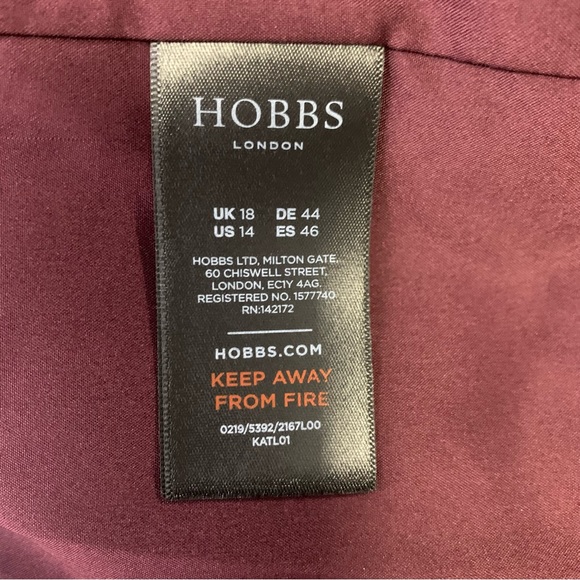 HOBBS
LONDON
UK 18 DE 44
US 14 ES 46
HOBBS LTD, MILTON GATE,
60 CHISWELL STREET,
LONDON, EC1Y 4AG.
REGISTERED NO. 1577740
RN:142172
HOBBS.COM
KEEP AWAY
FROM FIRE
0219/5392/2167L00
KATL01